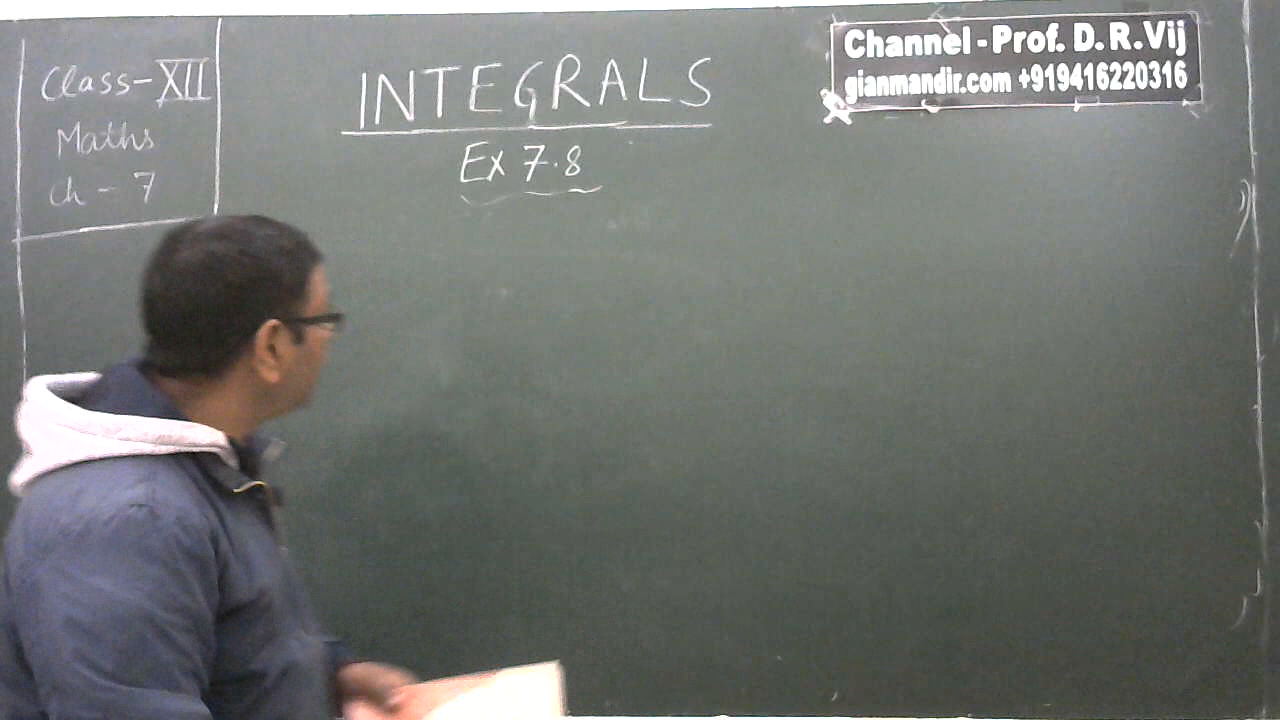 Class-XII
Maths
Ch - 7
INTEGRALS
Ex 7.8
Channel - Prof. D. R. Vij
gianmandir.com +919416220316